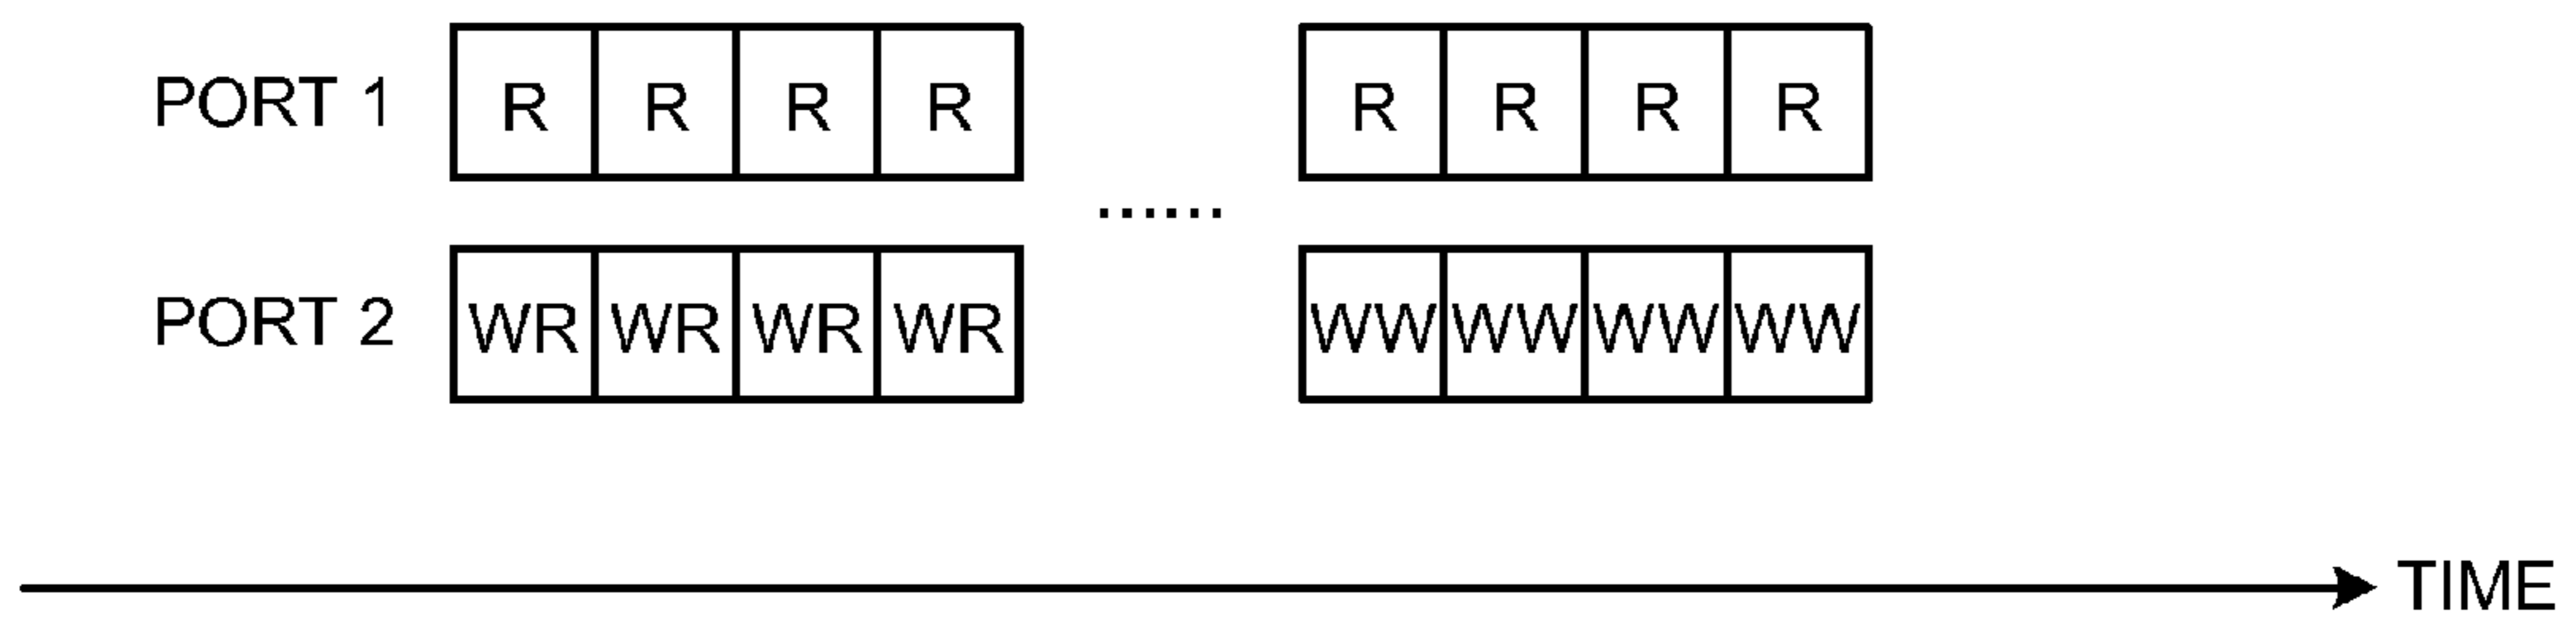 PORT 1 R R R R R R R R
......
PORT 2 WR WR WR WR WW WW WW WW
TIME